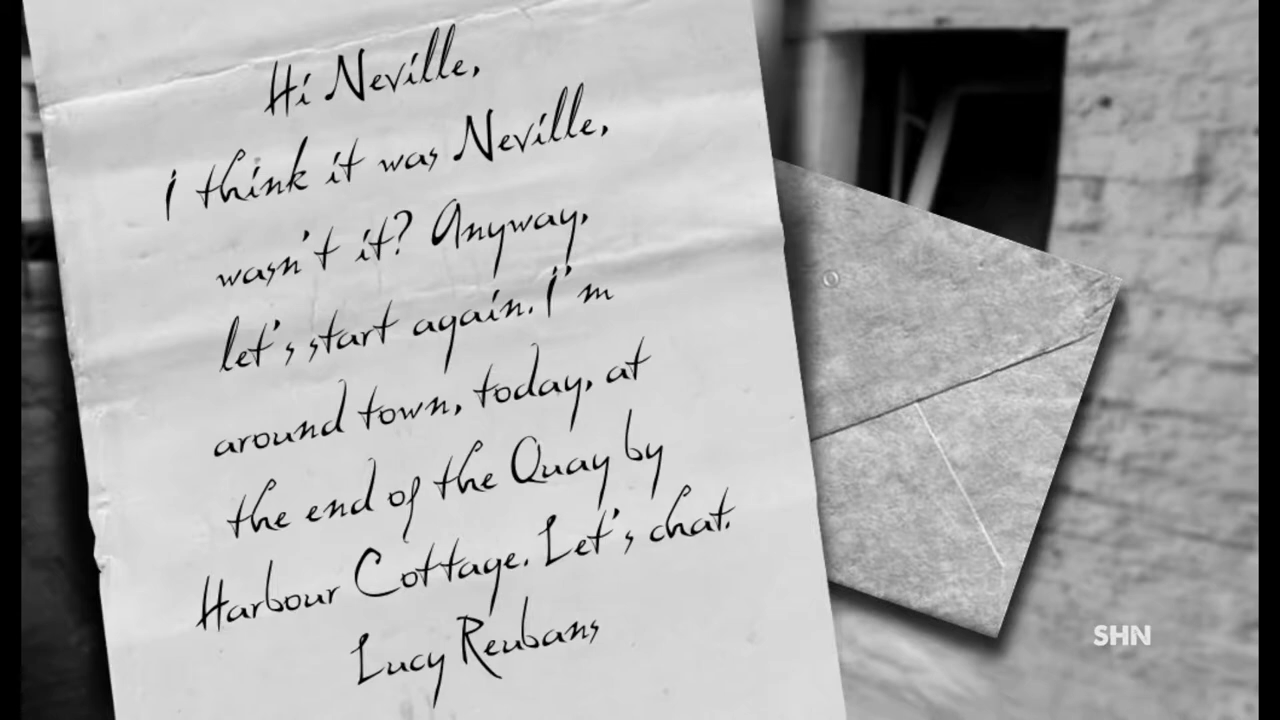 Hi Neville,
I think it was Neville,
wasn't it? Anyway,
let's start again. I'm
around town, today, at
the end of the Quay by
Harbour Cottage. Let's chat.
Lucy Reubans
SHN